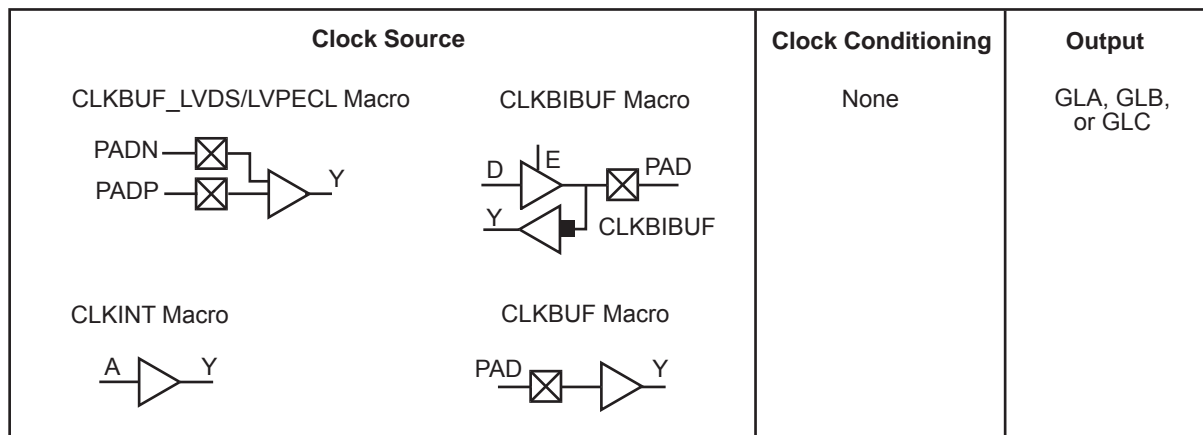 Clock Source
Clock Conditioning
Output
CLKBUF_LVDS/LVPECL Macro
CLKBIBUF Macro
None
GLA, GLB,
or GLC
PADN
PADP
Y
D
E
PAD
Y
CLKBIBUF
CLKINT Macro
CLKBUF Macro
A
Y
PAD
Y